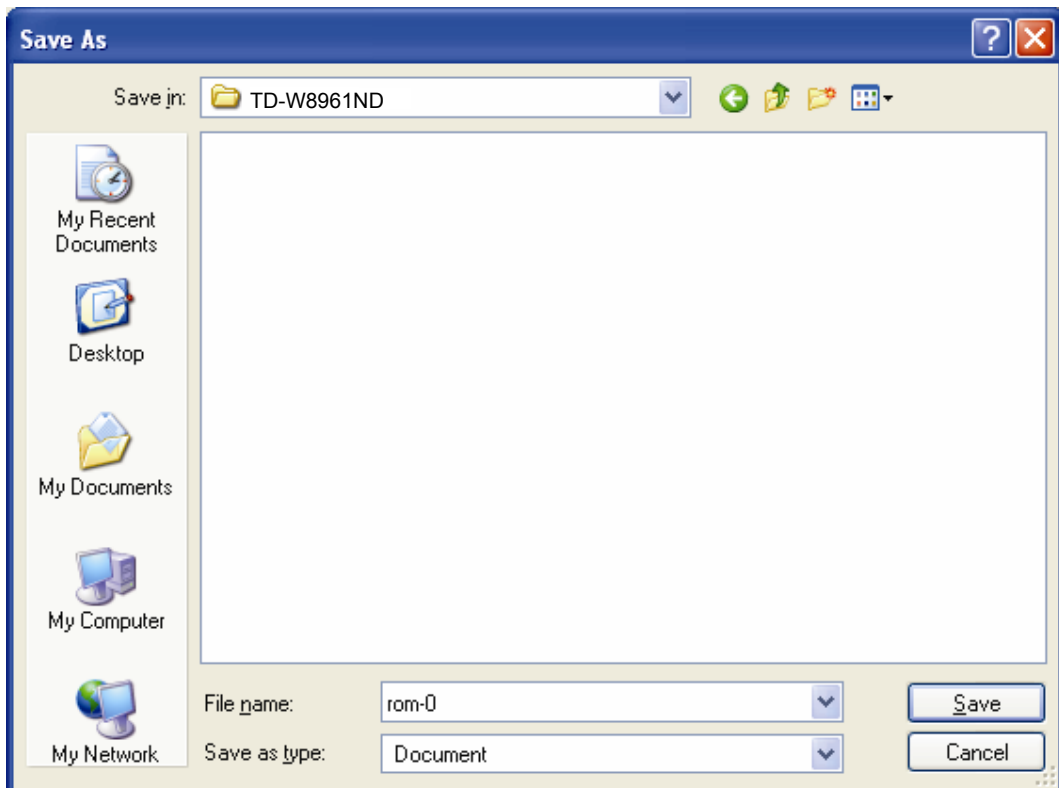 Save As
Save in:
TD-W8961ND
My Recent
Documents
Desktop
My Documents
My Computer
My Network
File name:
rom-0
Save
Save as type:
Document
Cancel